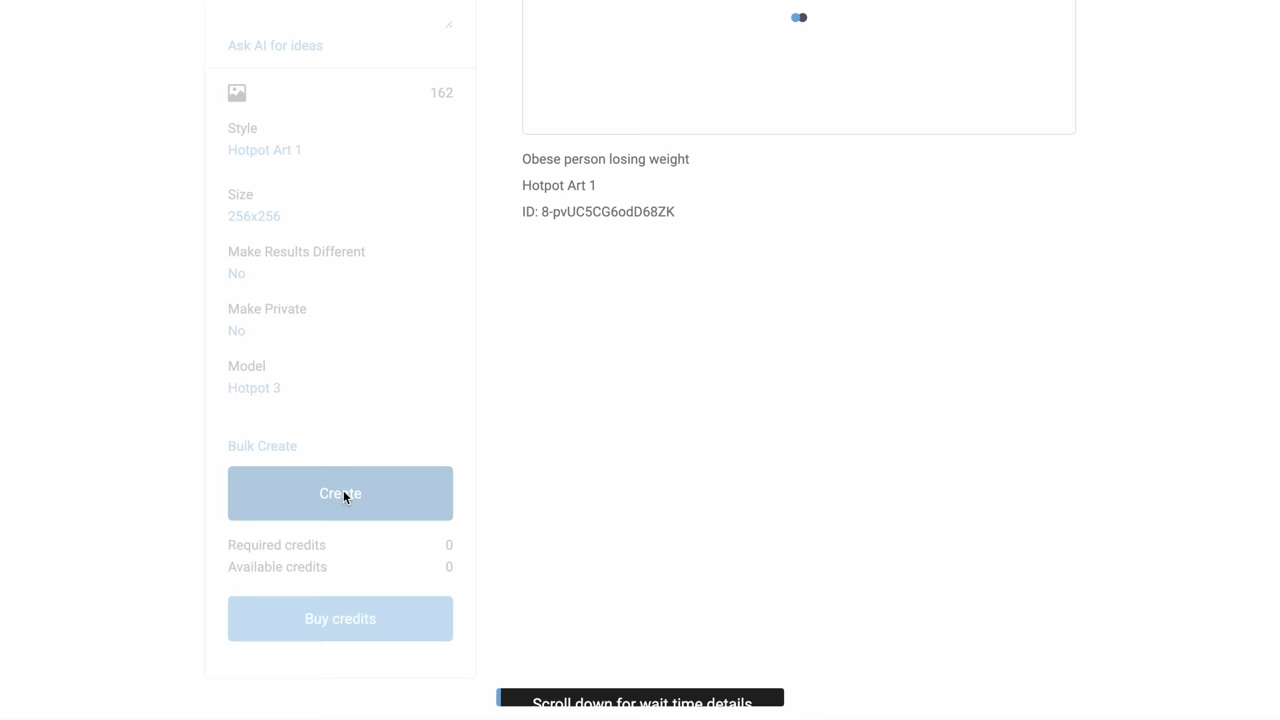 Ask AI for ideas
162
Style
Hotpot Art 1
Size
256x256
Make Results Different
No
Make Private
No
Model
Hotpot 3
Bulk Create
Create
Required credits 0
Available credits 0
Buy credits
Obese person losing weight
Hotpot Art 1
ID: 8-pvUC5CG6odD68ZK
Scroll down for wait time details